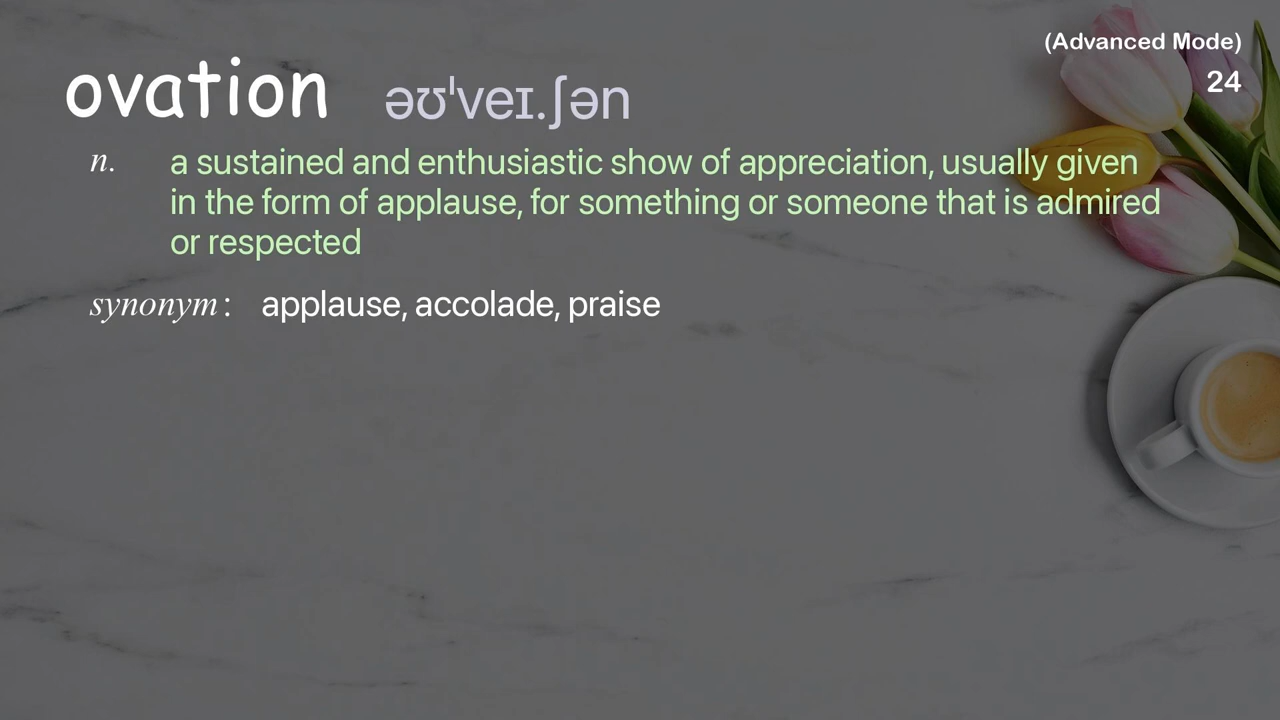 (Advanced Mode)
24
ovation əʊˈveɪ.ʃən
n. a sustained and enthusiastic show of appreciation, usually given
in the form of applause, for something or someone that is admired
or respected
synonym: applause, accolade, praise